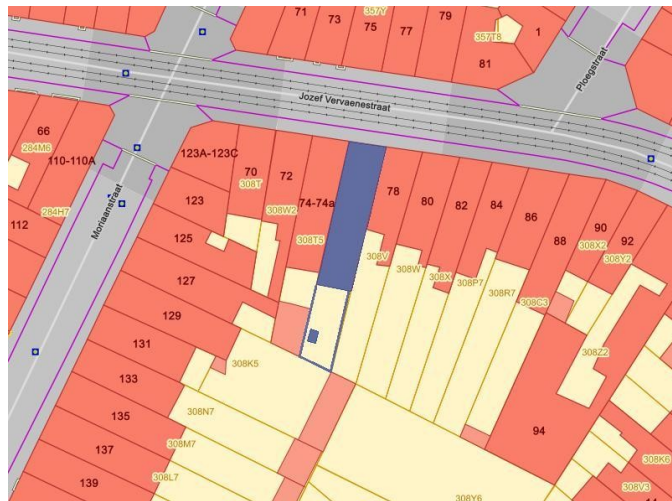 71
73
357Y
75
77
79
357T8
81
1
Ploegstraat
Jozef Vervaenestraat
66
284M6
110-110A
284H7
112
Moriaanstraat
123A-123C
70
308T
72
308W2
74-74a
308T5
78
80
82
84
86
88
90
308X2
92
308Y2
123
125
127
129
131
133
135
137
139
308V
308W
308X
308P7
308R7
308C3
308Z2
308K5
308N7
308M7
308L7
94
308Y6
308K6
308V3